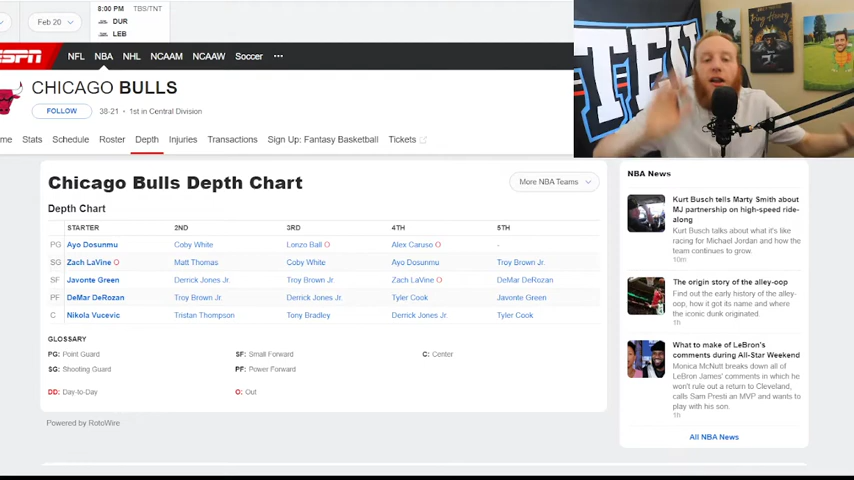 8:00 PM TBS/TNT
Feb 20
DUR
LEB
NFL NBA NHL NCAAM NCAAW Soccer ···
CHICAGO BULLS
FOLLOW 38-21 1st in Central Division
me Stats Schedule Roster Depth Injuries Transactions Sign Up: Fantasy Basketball Tickets
Chicago Bulls Depth Chart
More NBA Teams
Depth Chart
STARTER 2ND 3RD 4TH 5TH
PG Ayo Dosunmu Coby White Lonzo Ball O Alex Caruso O -
SG Zach LaVine O Matt Thomas Coby White Ayo Dosunmu Troy Brown Jr.
SF Javonte Green Derrick Jones Jr. Troy Brown Jr. Zach LaVine O DeMar DeRozan
PF DeMar DeRozan Troy Brown Jr. Derrick Jones Jr. Tyler Cook Javonte Green
C Nikola Vucevic Tristan Thompson Tony Bradley Derrick Jones Jr. Tyler Cook
GLOSSARY
PG: Point Guard SF: Small Forward C: Center
SG: Shooting Guard PF: Power Forward
DD: Day-to-Day O: Out
Powered by RotoWire
NBA News
Kurt Busch tells Marty Smith about
MJ partnership on high-speed ride-
along
Kurt Busch talks about what it's like
racing for Michael Jordan and how the
team continues to grow.
10m
The origin story of the alley-oop
Find out the early history of the alley-
oop, how it got its name and where
the iconic dunk originated.
1h
What to make of LeBron's
comments during All-Star Weekend
Monica McNutt breaks down all of
LeBron James' comments in which he
won't rule out a return to Cleveland,
calls Sam Presti an MVP and wants to
play with his son.
1h
All NBA News